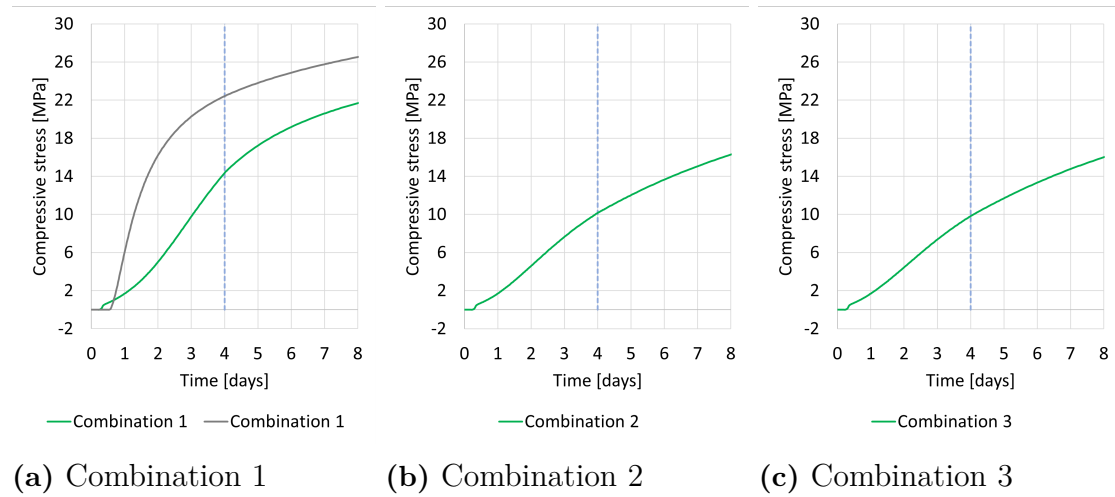 30
26
22
18
14
10
6
2
-2
Compressive stress [MPa]
0 1 2 3 4 5 6 7 8
Time [days]
Combination 1 Combination 1
(a) Combination 1
30
26
22
18
14
10
6
2
-2
Compressive stress [MPa]
0 1 2 3 4 5 6 7 8
Time [days]
Combination 2
(b) Combination 2
30
26
22
18
14
10
6
2
-2
Compressive stress [MPa]
0 1 2 3 4 5 6 7 8
Time [days]
Combination 3
(c) Combination 3